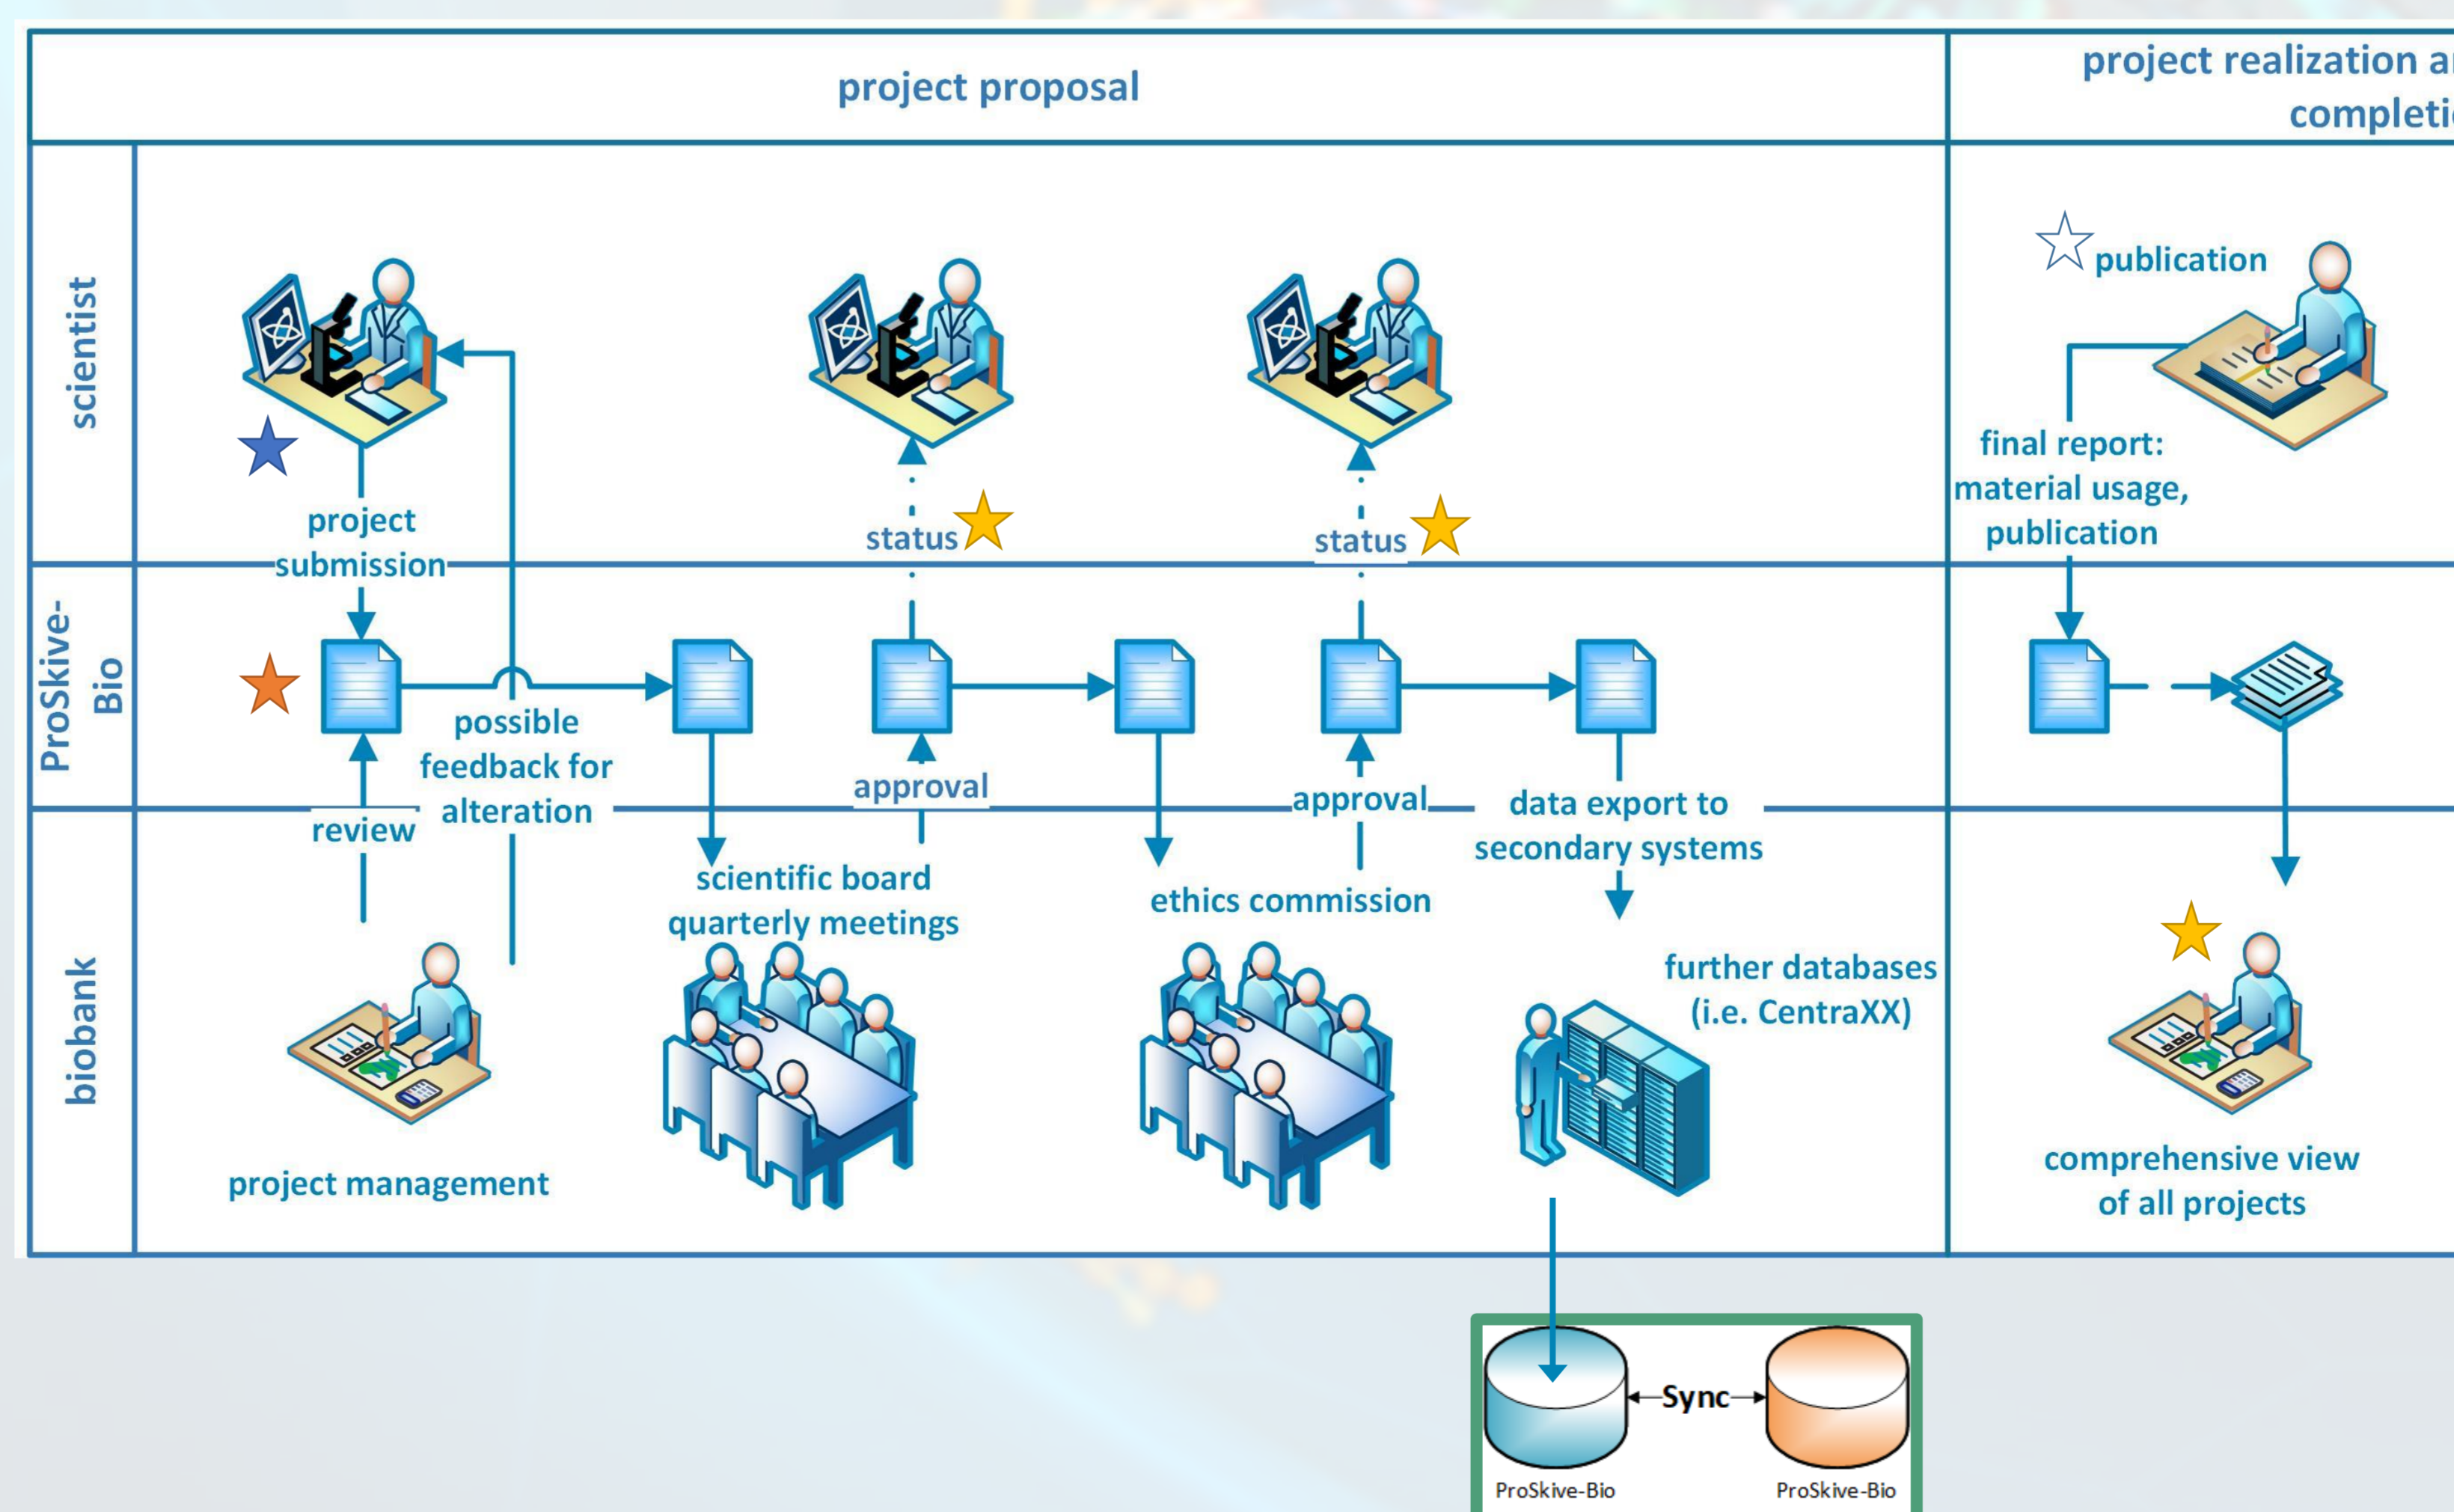 project proposal
project realization
completi
scientist
publication
final report:
material usage,
publication
project
submission
status
status
ProSkive-
Bio
possible
feedback for
alteration
review
approval
approval
data export to
secondary systems
biobank
scientific board
quarterly meetings
ethics commission
further databases
(i.e. CentraXX)
project management
comprehensive view
of all projects
Sync
ProSkive-Bio
ProSkive-Bio